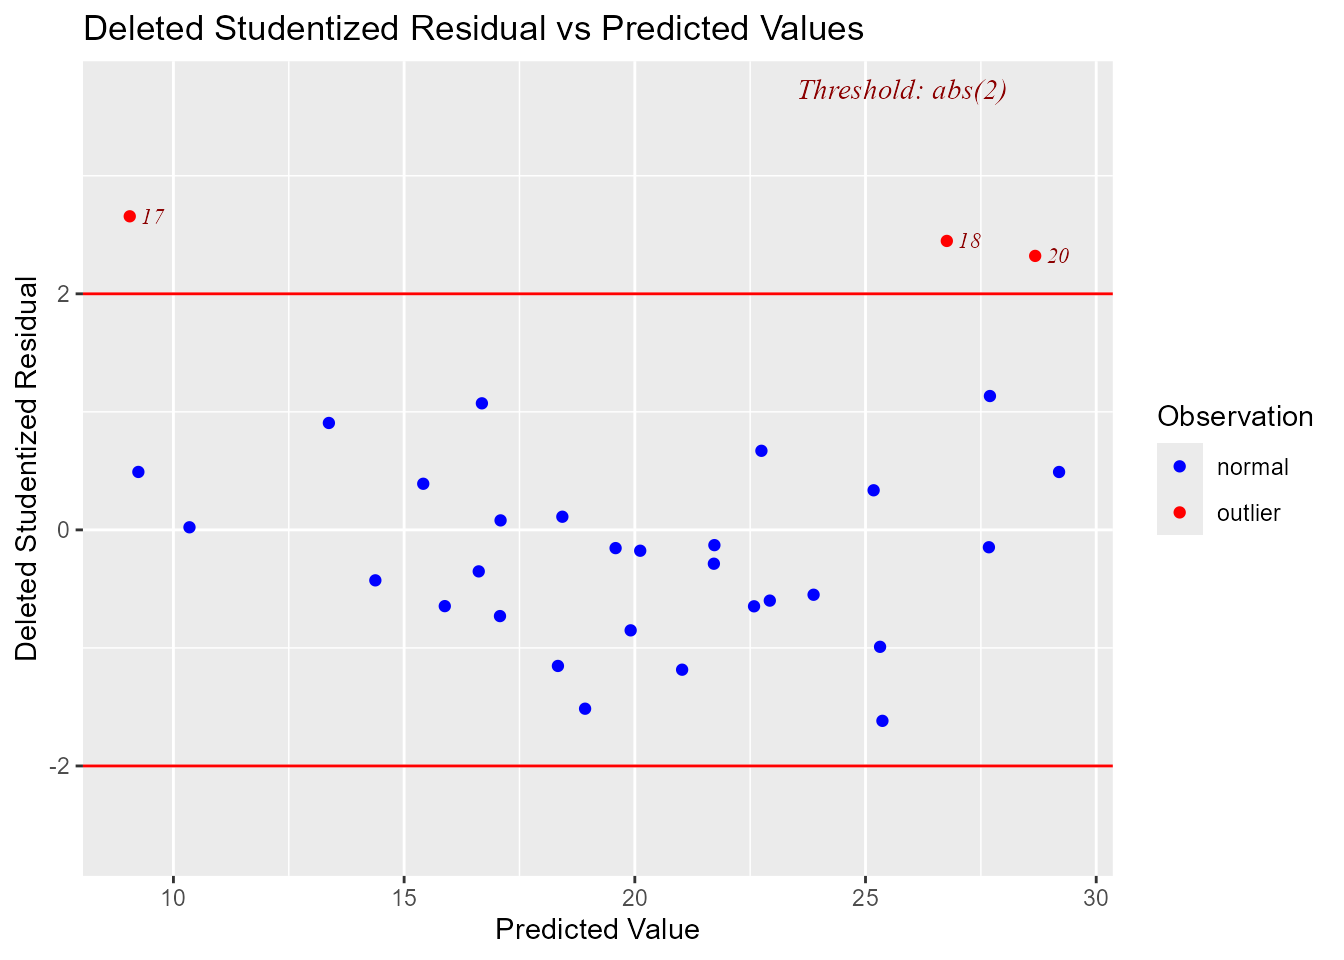 Deleted Studentized Residual vs Predicted Values
Threshold: abs(2)
17
18
20
2
0
-2
Deleted Studentized Residual
10
15
20
25
30
Predicted Value
Observation
normal
outlier